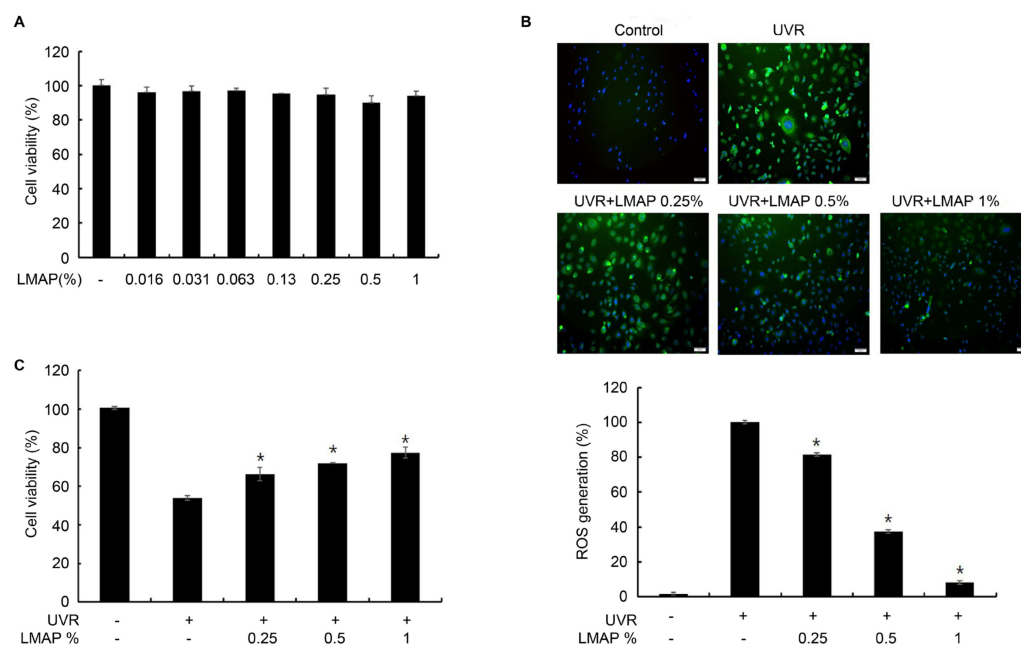 A
120
100
80
60
40
20
0
Cell viability (%)
LMAP(%) - 0.016 0.031 0.063 0.13 0.25 0.5 1
B
Control UVR
UVR+LMAP 0.25% UVR+LMAP 0.5% UVR+LMAP 1%
C
120
100
80
60
40
20
0
Cell viability (%)
* * *
UVR - + + + +
LMAP % - - 0.25 0.5 1
120
100
80
60
40
20
0
ROS generation (%)
* * *
UVR - + + + +
LMAP % - - 0.25 0.5 1